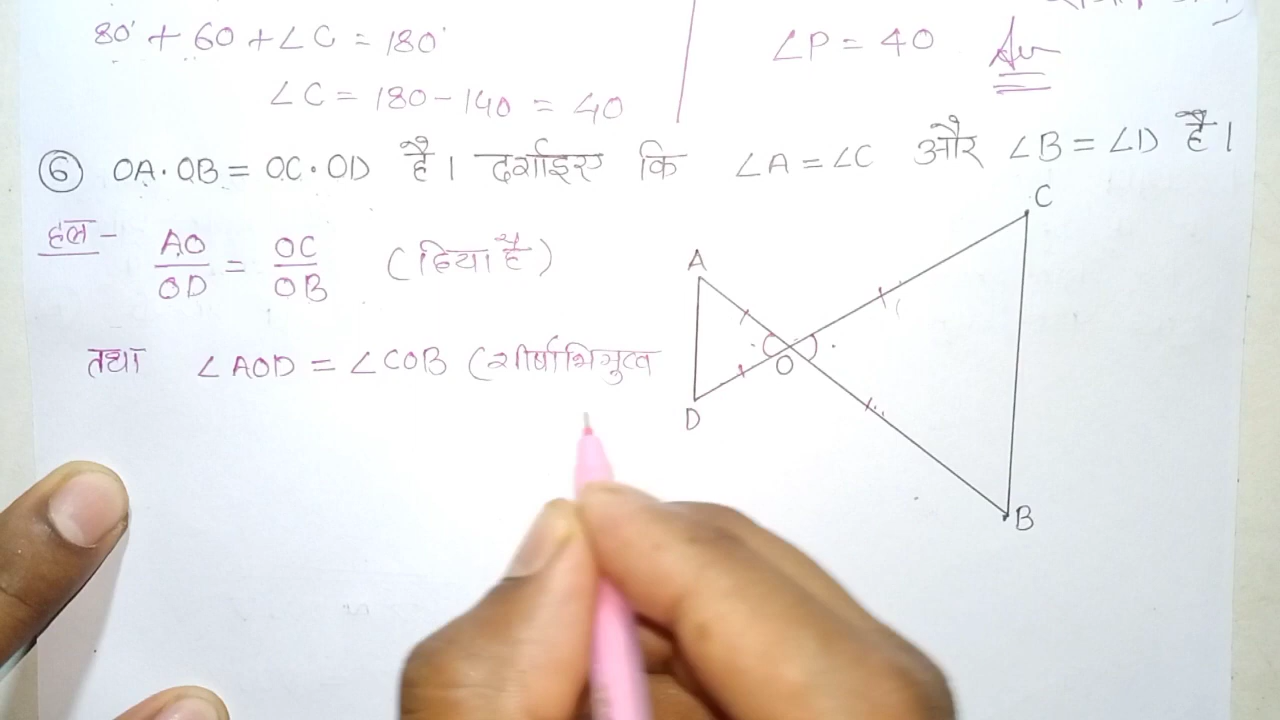 80° + 60 + ∠C = 180°
∠P = 40 Ans
∠C = 180 - 140 = 40
⑥ OA·OB = OC·OD है। दर्शाइए कि ∠A = ∠C और ∠B = ∠D है।
हल - AO/OD = OC/OB (दिया है)
तथा ∠AOD = ∠COB (शीर्षाभिमुख
A
C
O
D
B